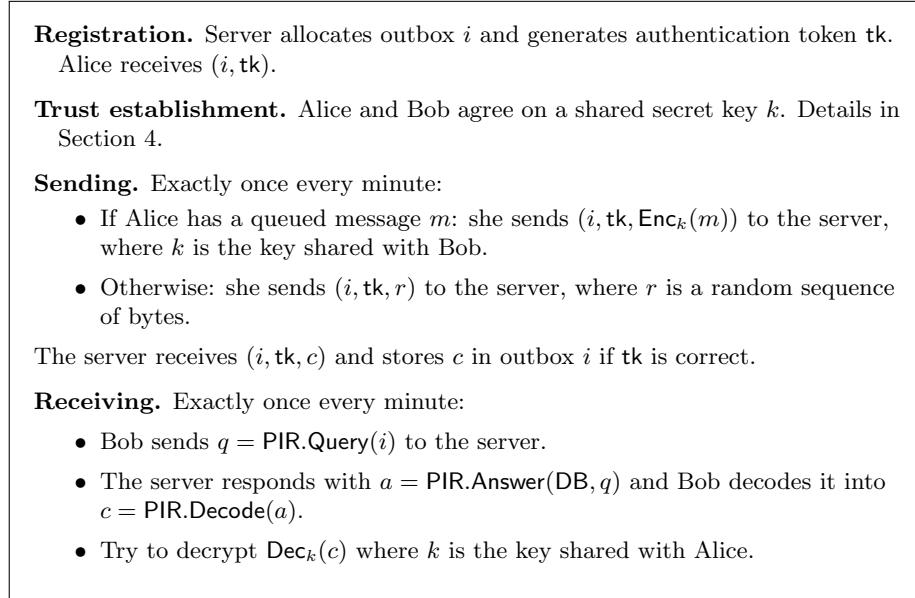 Registration. Server allocates outbox i and generates authentication token tk.
Alice receives (i, tk).
Trust establishment. Alice and Bob agree on a shared secret key k. Details in
Section 4.
Sending. Exactly once every minute:
• If Alice has a queued message m: she sends (i, tk, Enck(m)) to the server,
where k is the key shared with Bob.
• Otherwise: she sends (i, tk, r) to the server, where r is a random sequence
of bytes.
The server receives (i, tk, c) and stores c in outbox i if tk is correct.
Receiving. Exactly once every minute:
• Bob sends q = PIR.Query(i) to the server.
• The server responds with a = PIR.Answer(DB, q) and Bob decodes it into
c = PIR.Decode(a).
• Try to decrypt Deck(c) where k is the key shared with Alice.